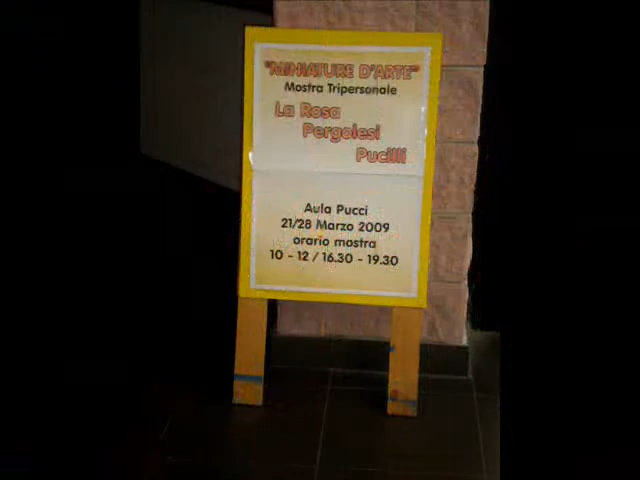 "MINIATURE D'ARTE"
Mostra Tripersonale
La Rosa
Pergolesi
Pucilli
Aula Pucci
21/28 Marzo 2009
orario mostra
10 - 12 / 16.30 - 19.30